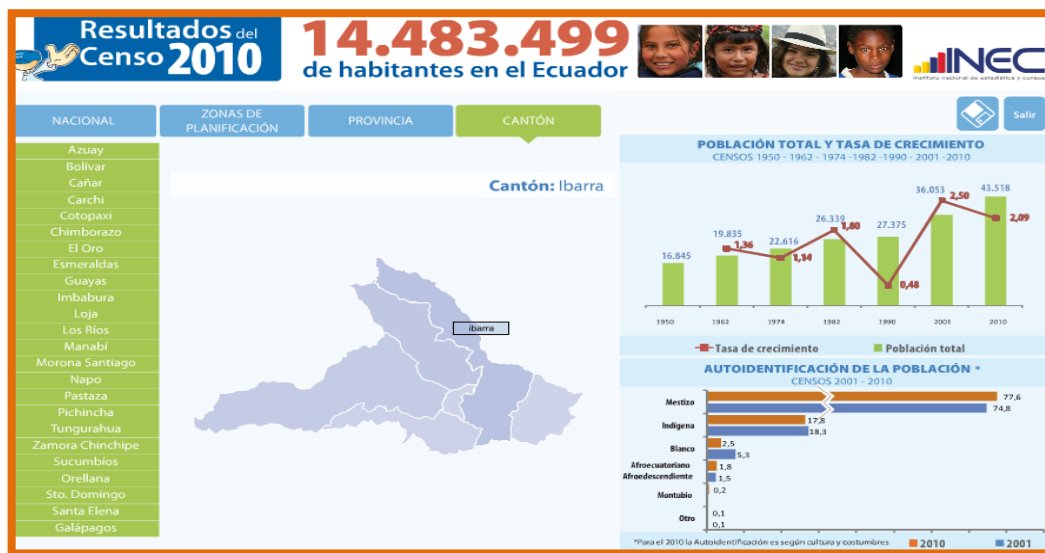 Resultados del
Censo 2010
14.483.499
de habitantes en el Ecuador
INEC
instituto nacional de estadística y censos
NACIONAL
ZONAS DE
PLANIFICACIÓN
PROVINCIA
CANTÓN
Salir
Azuay
Bolívar
Cañar
Carchi
Cotopaxi
Chimborazo
El Oro
Esmeraldas
Guayas
Imbabura
Loja
Los Ríos
Manabí
Morona Santiago
Napo
Pastaza
Pichincha
Tungurahua
Zamora Chinchipe
Sucumbíos
Orellana
Sto. Domingo
Santa Elena
Galápagos
Cantón: Ibarra
ibarra
POBLACIÓN TOTAL Y TASA DE CRECIMIENTO
CENSOS 1950 - 1962 - 1974 -1982 -1990 - 2001 -2010
16.845
19.835
22.616
26.339
27.375
36.053
43.518
1,36
1,14
1,80
0,48
2,50
2,09
1950 1962 1974 1982 1990 2001 2010
Tasa de crecimiento Población total
AUTOIDENTIFICACIÓN DE LA POBLACIÓN *
CENSOS 2001 - 2010
Mestizo
77,6
74,8
Indígena
17,8
18,3
Blanco
2,5
5,3
Afroecuatoriano
Afrodescendiente
1,8
1,5
Montubio
0,2
Otro
0,1
0,1
*Para el 2010 la Autoidentificación es según cultura y costumbres
2010 2001